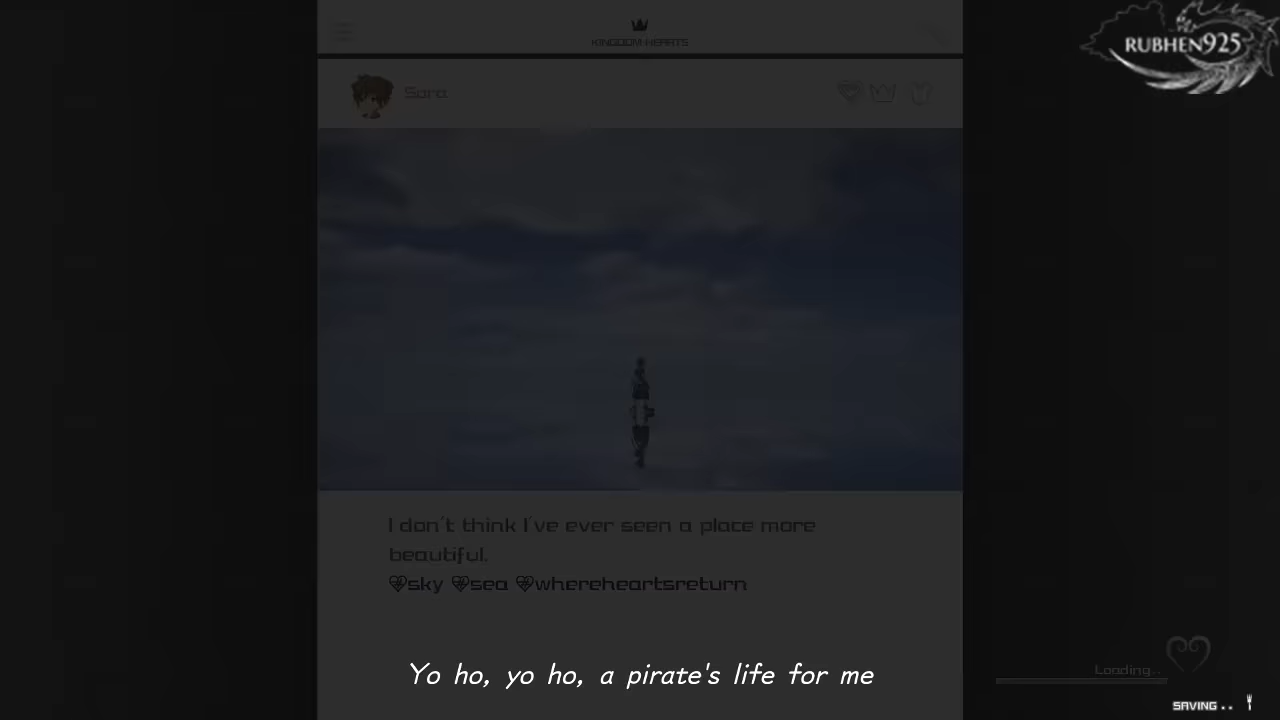 KINGDOM HEARTS
RUBHEN925
Sora
I don't think I've ever seen a place more
beautiful.
sky sea whereheartsreturn
Yo ho, yo ho, a pirate's life for me
Loading..
SAVING . .